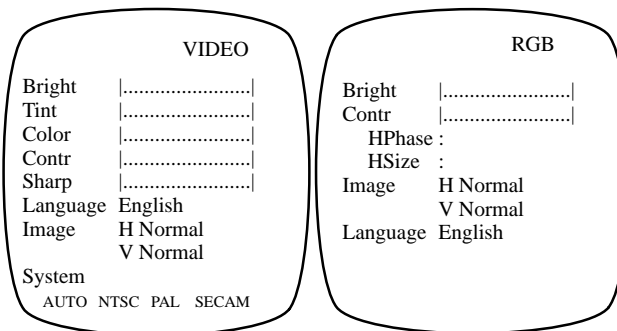 VIDEO
Bright |.......................|
Tint |.......................|
Color |.......................|
Contr |.......................|
Sharp |.......................|
Language English
Image H Normal
V Normal
System
AUTO NTSC PAL SECAM
RGB
Bright |.......................|
Contr |.......................|
HPhase :
HSize :
Image H Normal
V Normal
Language English